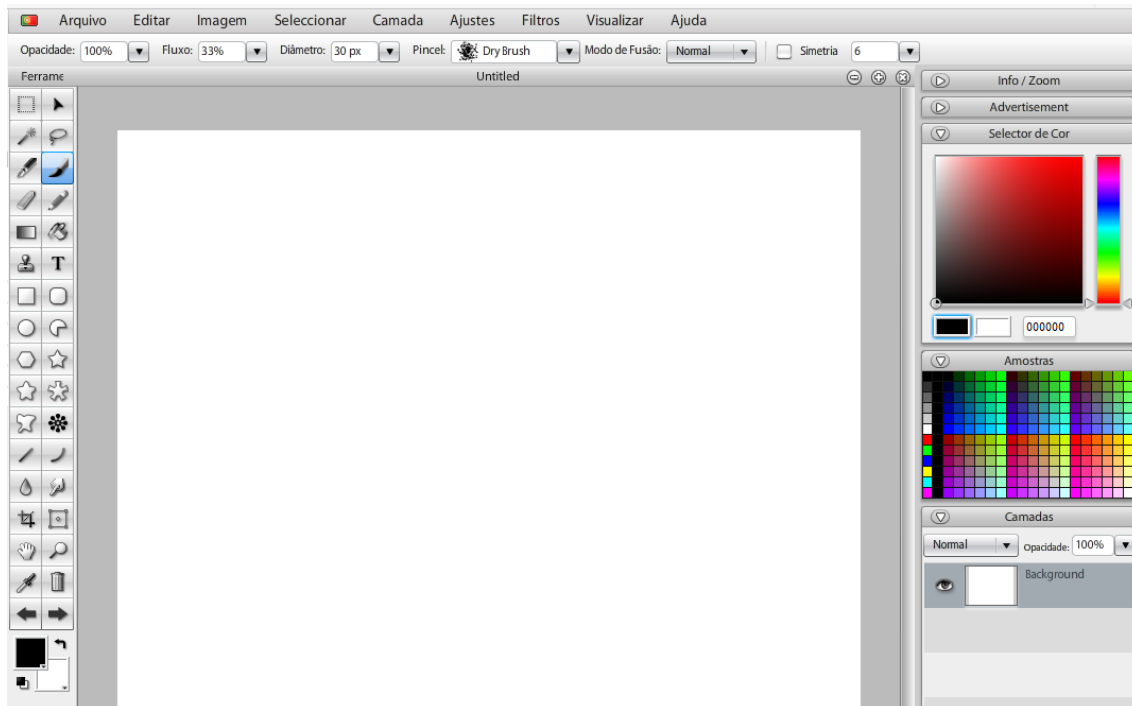 Arquivo Editar Imagem Seleccionar Camada Ajustes Filtros Visualizar Ajuda
Opacidade: 100% Fluxo: 33% Diâmetro: 30 px Pincel: Dry Brush Modo de Fusão: Normal Simetria 6
Ferrame Untitled
Info / Zoom
Advertisement
Selector de Cor
T
000000
Amostras
Camadas
Normal Opacidade: 100%
Background